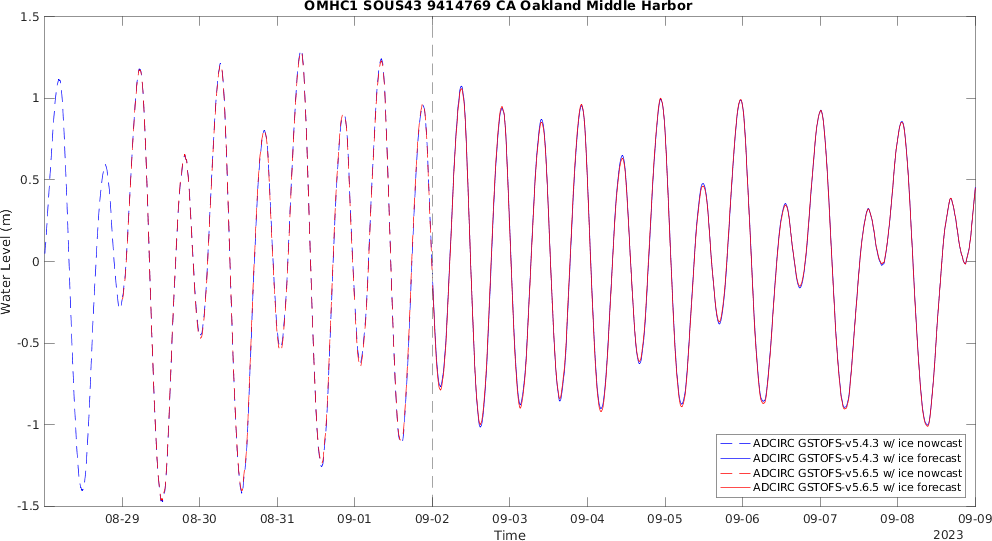 OMHC1 SOUS43 9414769 CA Oakland Middle Harbor
1.5
1
0.5
0
-0.5
-1
-1.5
Water Level (m)
08-29 08-30 08-31 09-01 09-02 09-03 09-04 09-05 09-06 09-07 09-08 09-09
Time
2023
ADCIRC GSTOFS-v5.4.3 w/ ice nowcast
ADCIRC GSTOFS-v5.4.3 w/ ice forecast
ADCIRC GSTOFS-v5.6.5 w/ ice nowcast
ADCIRC GSTOFS-v5.6.5 w/ ice forecast